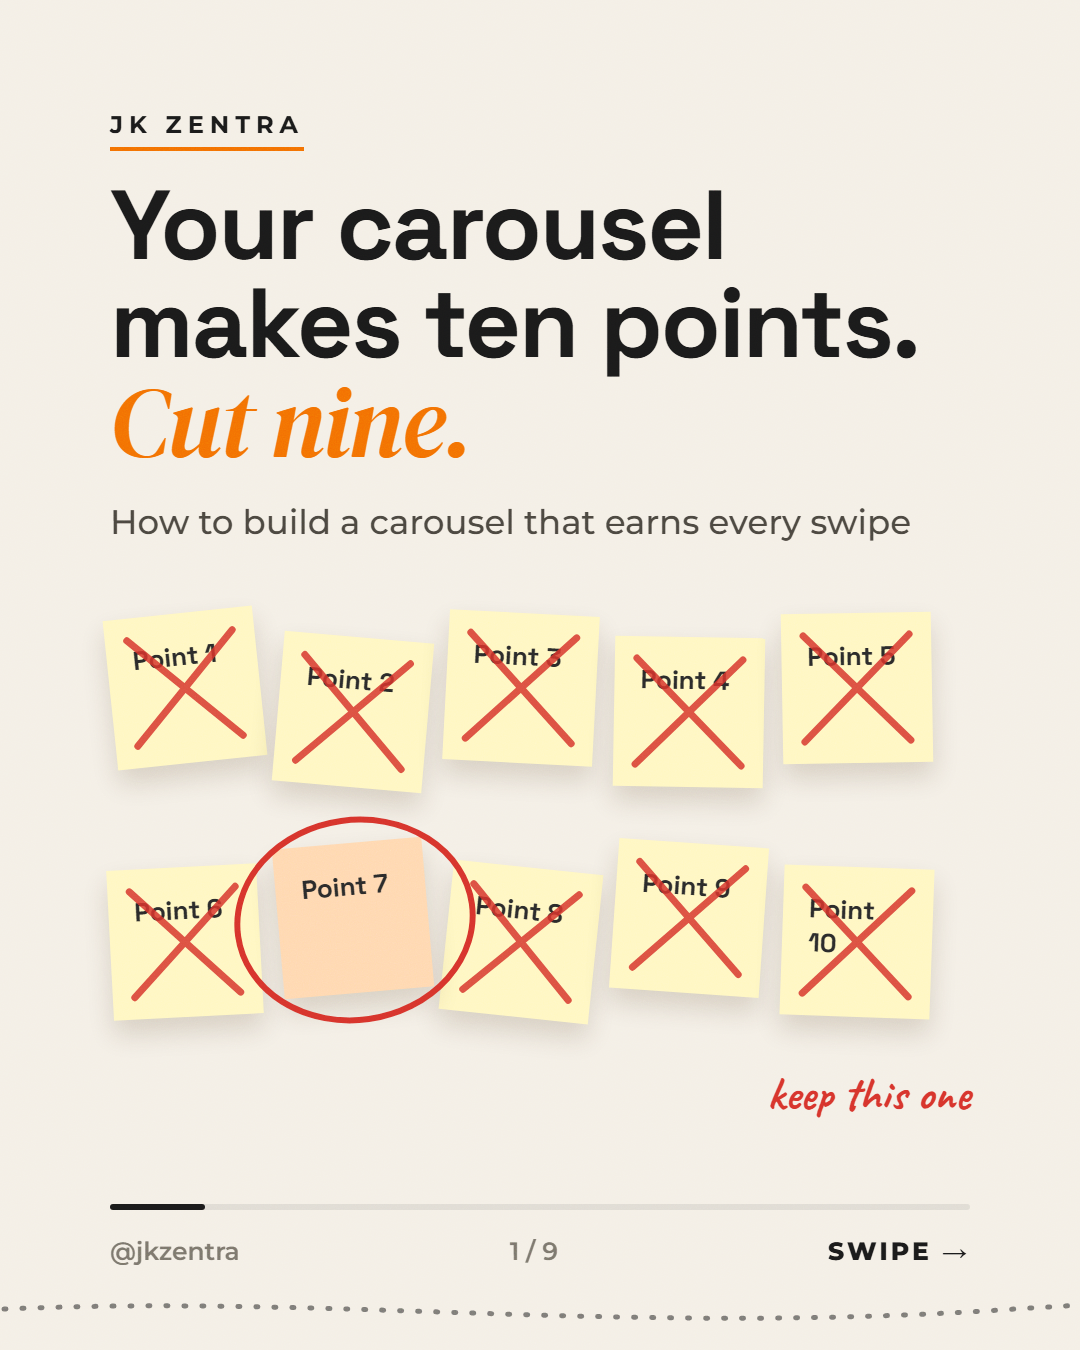 JK ZENTRA
Your carousel
makes ten points.
Cut nine.
How to build a carousel that earns every swipe
Point 1
Point 2
Point 3
Point 4
Point 5
Point 6
Point 7
Point 8
Point 9
Point
10
keep this one
@jkzentra
1 / 9
SWIPE →